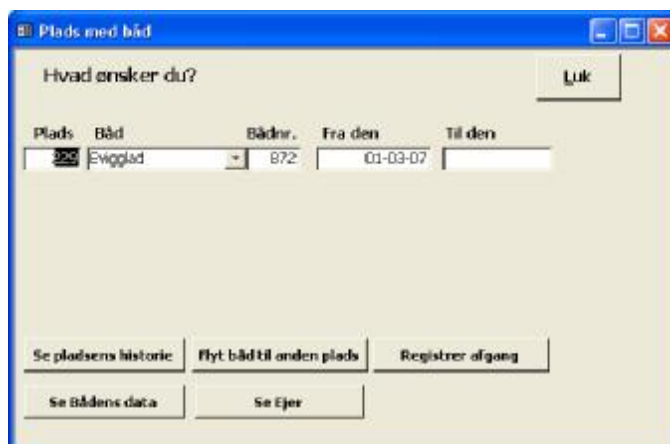 Plads med båd
Hvad ønsker du?
Luk
Plads Båd Bådnr. Fra den Til den
229 Evigglad 872 01-03-07
Se pladsens historie Flyt båd til anden plads Registrer afgang
Se Bådens data Se Ejer